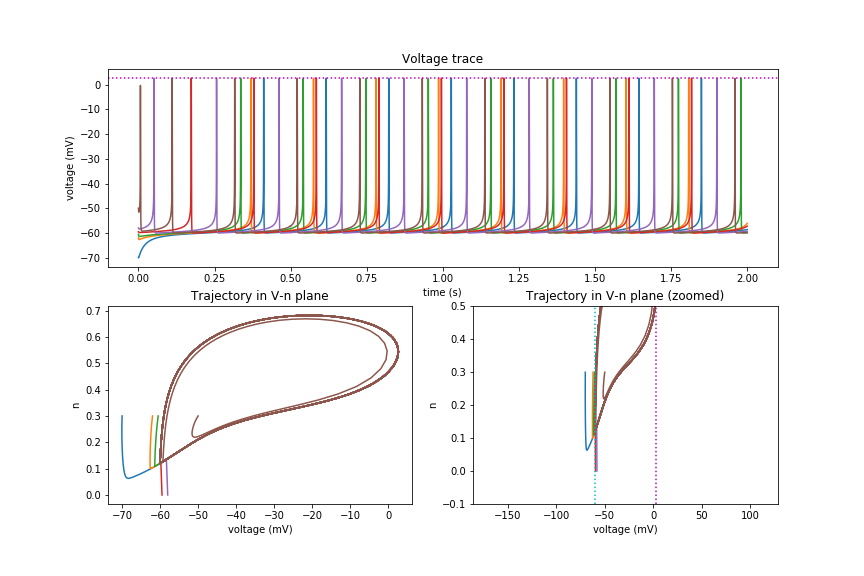 Voltage trace
voltage (mV)
0
−10
−20
−30
−40
−50
−60
−70
0.00 0.25 0.50 0.75 1.00 1.25 1.50 1.75 2.00
time (s)
Trajectory in V-n plane
n
0.7
0.6
0.5
0.4
0.3
0.2
0.1
0.0
−70 −60 −50 −40 −30 −20 −10 0
voltage (mV)
Trajectory in V-n plane (zoomed)
n
0.5
0.4
0.3
0.2
0.1
0.0
−0.1
−150 −100 −50 0 50 100
voltage (mV)